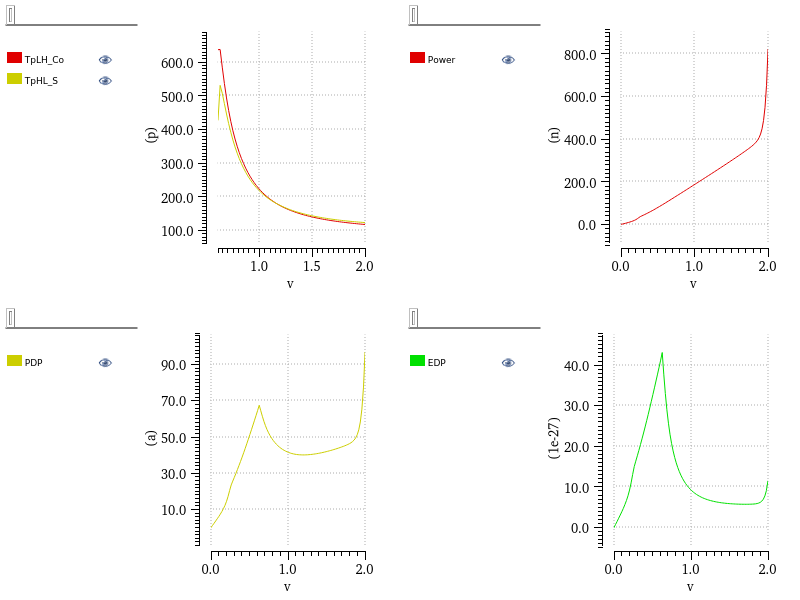 TpLH_Co
TpHL_S
(p)
600.0
500.0
400.0
300.0
200.0
100.0
1.0 1.5 2.0
v
Power
(n)
800.0
600.0
400.0
200.0
0.0
0.0 1.0 2.0
v
PDP
(a)
90.0
70.0
50.0
30.0
10.0
0.0 1.0 2.0
v
EDP
(1e-27)
40.0
30.0
20.0
10.0
0.0
0.0 1.0 2.0
v